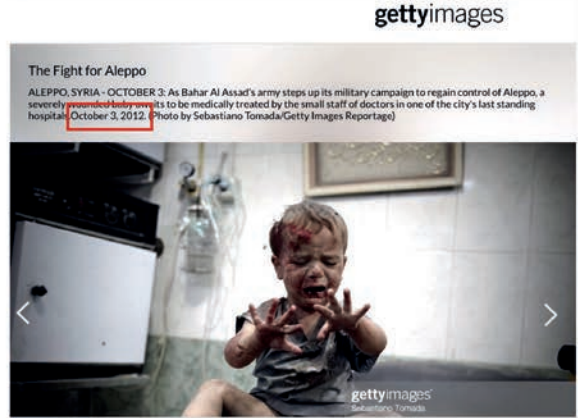 gettyimages
The Fight for Aleppo
ALEPPO, SYRIA - OCTOBER 3: As Bahar Al Assad's army steps up its military campaign to regain control of Aleppo, a
severely wounded baby awaits to be medically treated by the small staff of doctors in one of the city's last standing
hospitals October 3, 2012. (Photo by Sebastiano Tomada/Getty Images Reportage)
gettyimages
Sebastiano Tomada